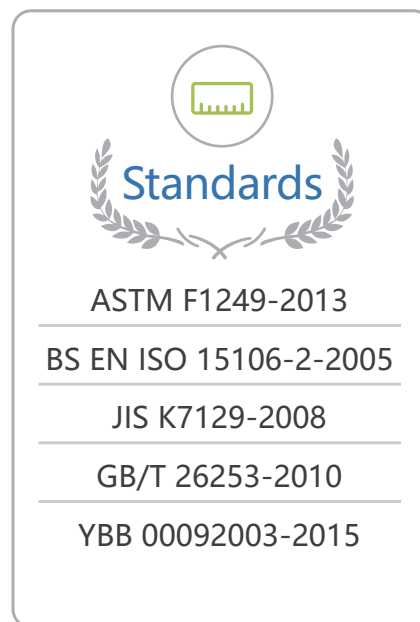 Standards
ASTM F1249-2013
BS EN ISO 15106-2-2005
JIS K7129-2008
GB/T 26253-2010
YBB 00092003-2015